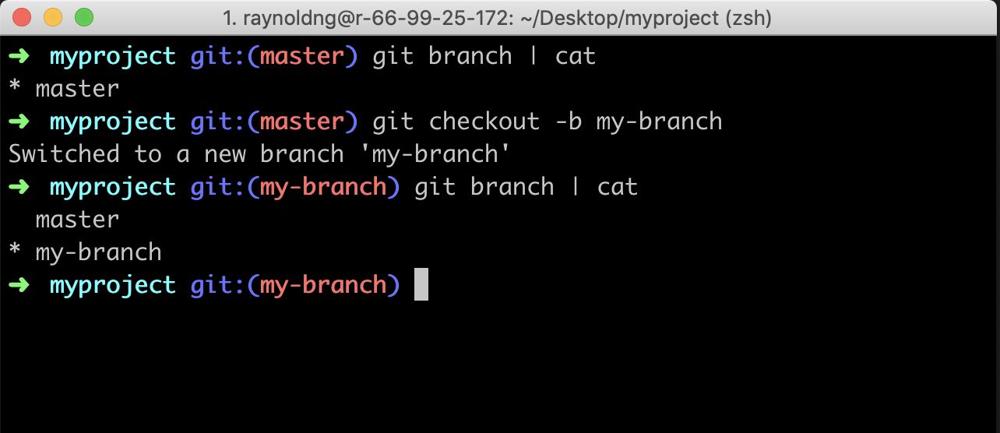 1. raynoldng@r-66-99-25-172: ~/Desktop/myproject (zsh)
➜  myproject git:(master) git branch | cat
* master
➜  myproject git:(master) git checkout -b my-branch
Switched to a new branch 'my-branch'
➜  myproject git:(my-branch) git branch | cat
  master
* my-branch
➜  myproject git:(my-branch)